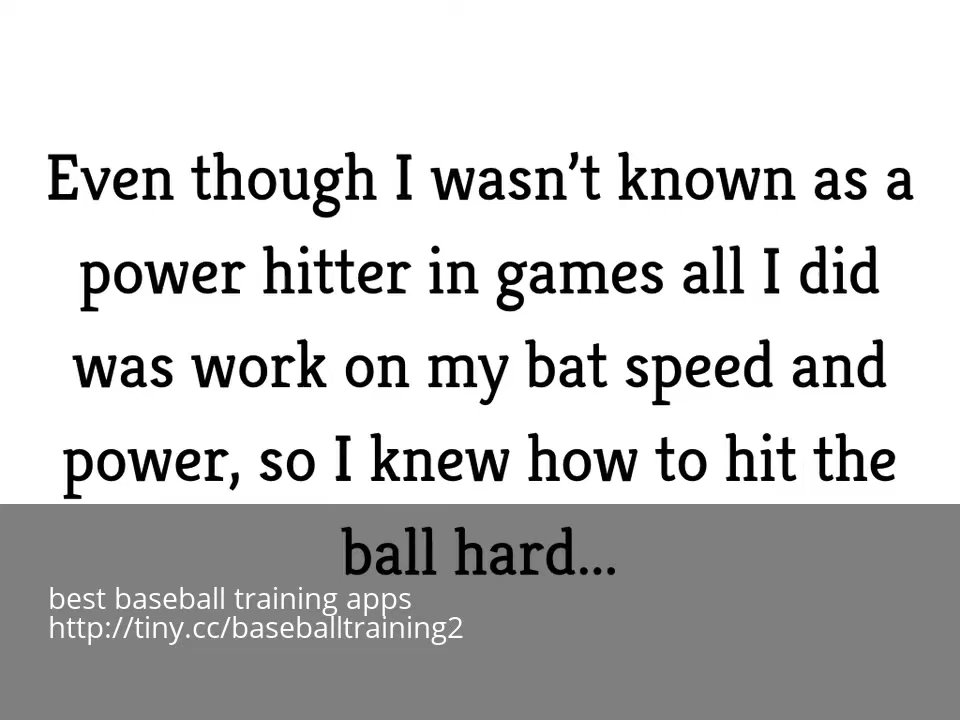 Even though I wasn’t known as a
power hitter in games all I did
was work on my bat speed and
power, so I knew how to hit the
ball hard...
best baseball training apps
http://tiny.cc/baseballtraining2